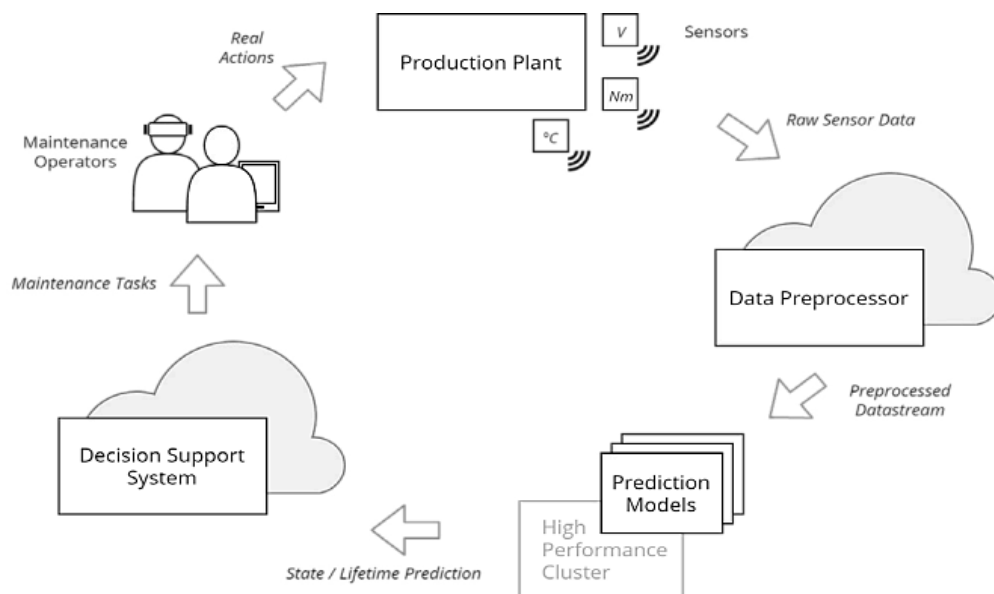 Real
Actions
Production Plant
V
Sensors
Nm
°C
Raw Sensor Data
Maintenance
Operators
Maintenance Tasks
Data Preprocessor
Preprocessed
Datastream
Decision Support
System
Prediction
Models
High
Performance
Cluster
State / Lifetime Prediction